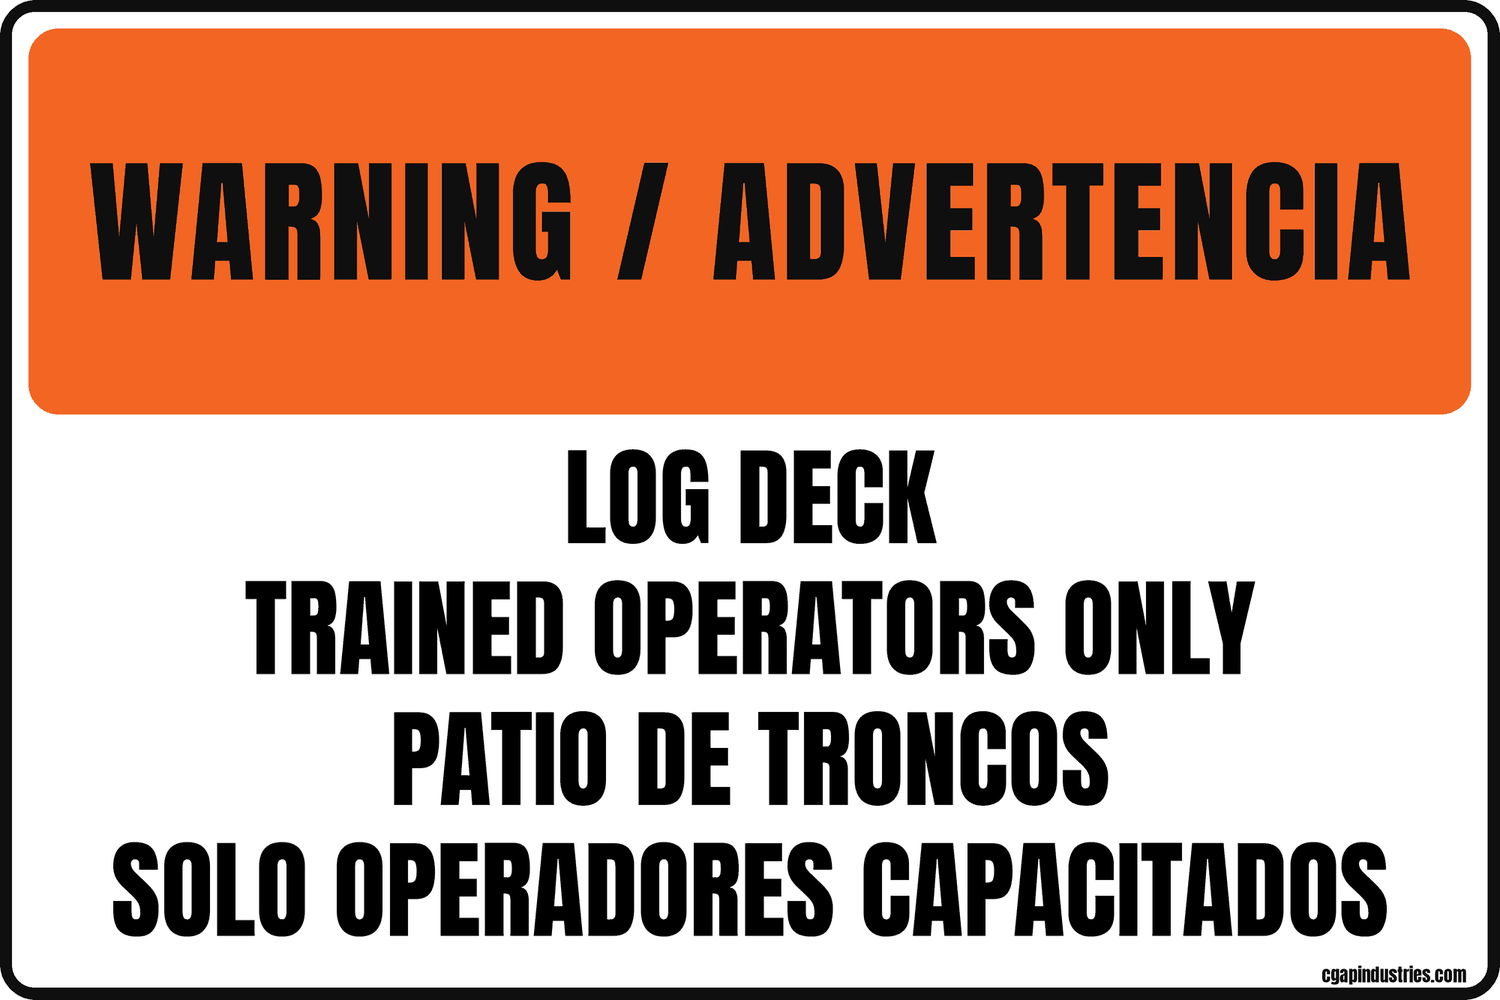 WARNING / ADVERTENCIA
LOG DECK
TRAINED OPERATORS ONLY
PATIO DE TRONCOS
SOLO OPERADORES CAPACITADOS
cgapindustries.com